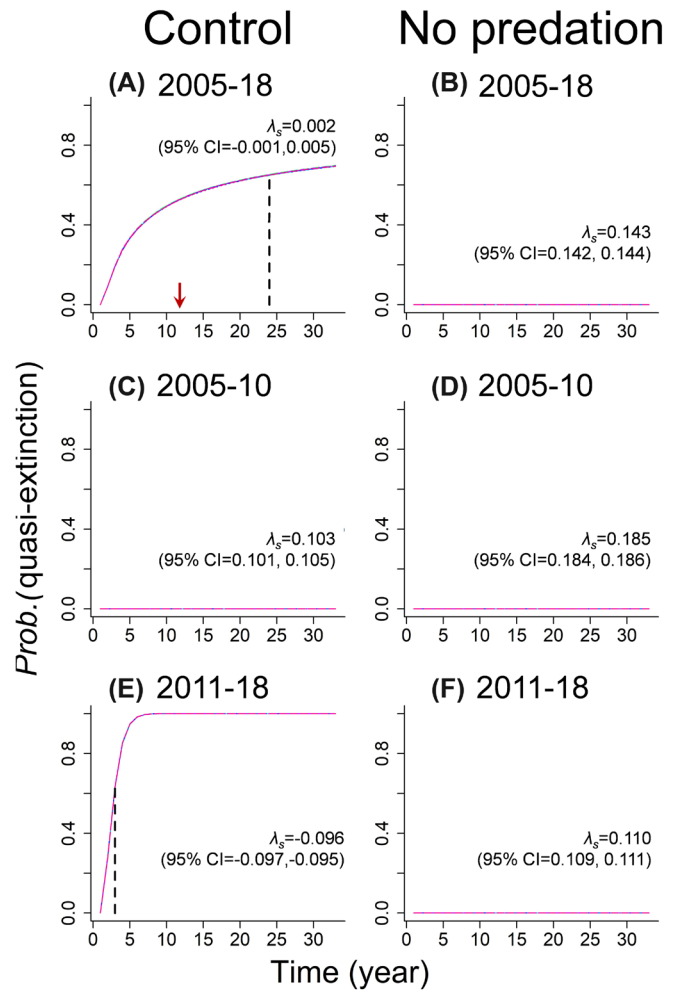 Control No predation
(A) 2005-18 (B) 2005-18
λs=0.002
(95% CI=-0.001,0.005)
λs=0.143
(95% CI=0.142, 0.144)
0.0 0.4 0.8
0 5 10 15 20 25 30
0.0 0.4 0.8
0 5 10 15 20 25 30
(C) 2005-10 (D) 2005-10
λs=0.103
(95% CI=0.101, 0.105)
λs=0.185
(95% CI=0.184, 0.186)
0.0 0.4 0.8
0 5 10 15 20 25 30
0.0 0.4 0.8
0 5 10 15 20 25 30
(E) 2011-18 (F) 2011-18
λs=-0.096
(95% CI=-0.097,-0.095)
λs=0.110
(95% CI=0.109, 0.111)
0.0 0.4 0.8
0 5 10 15 20 25 30
0.0 0.4 0.8
0 5 10 15 20 25 30
Prob.(quasi-extinction)
Time (year)